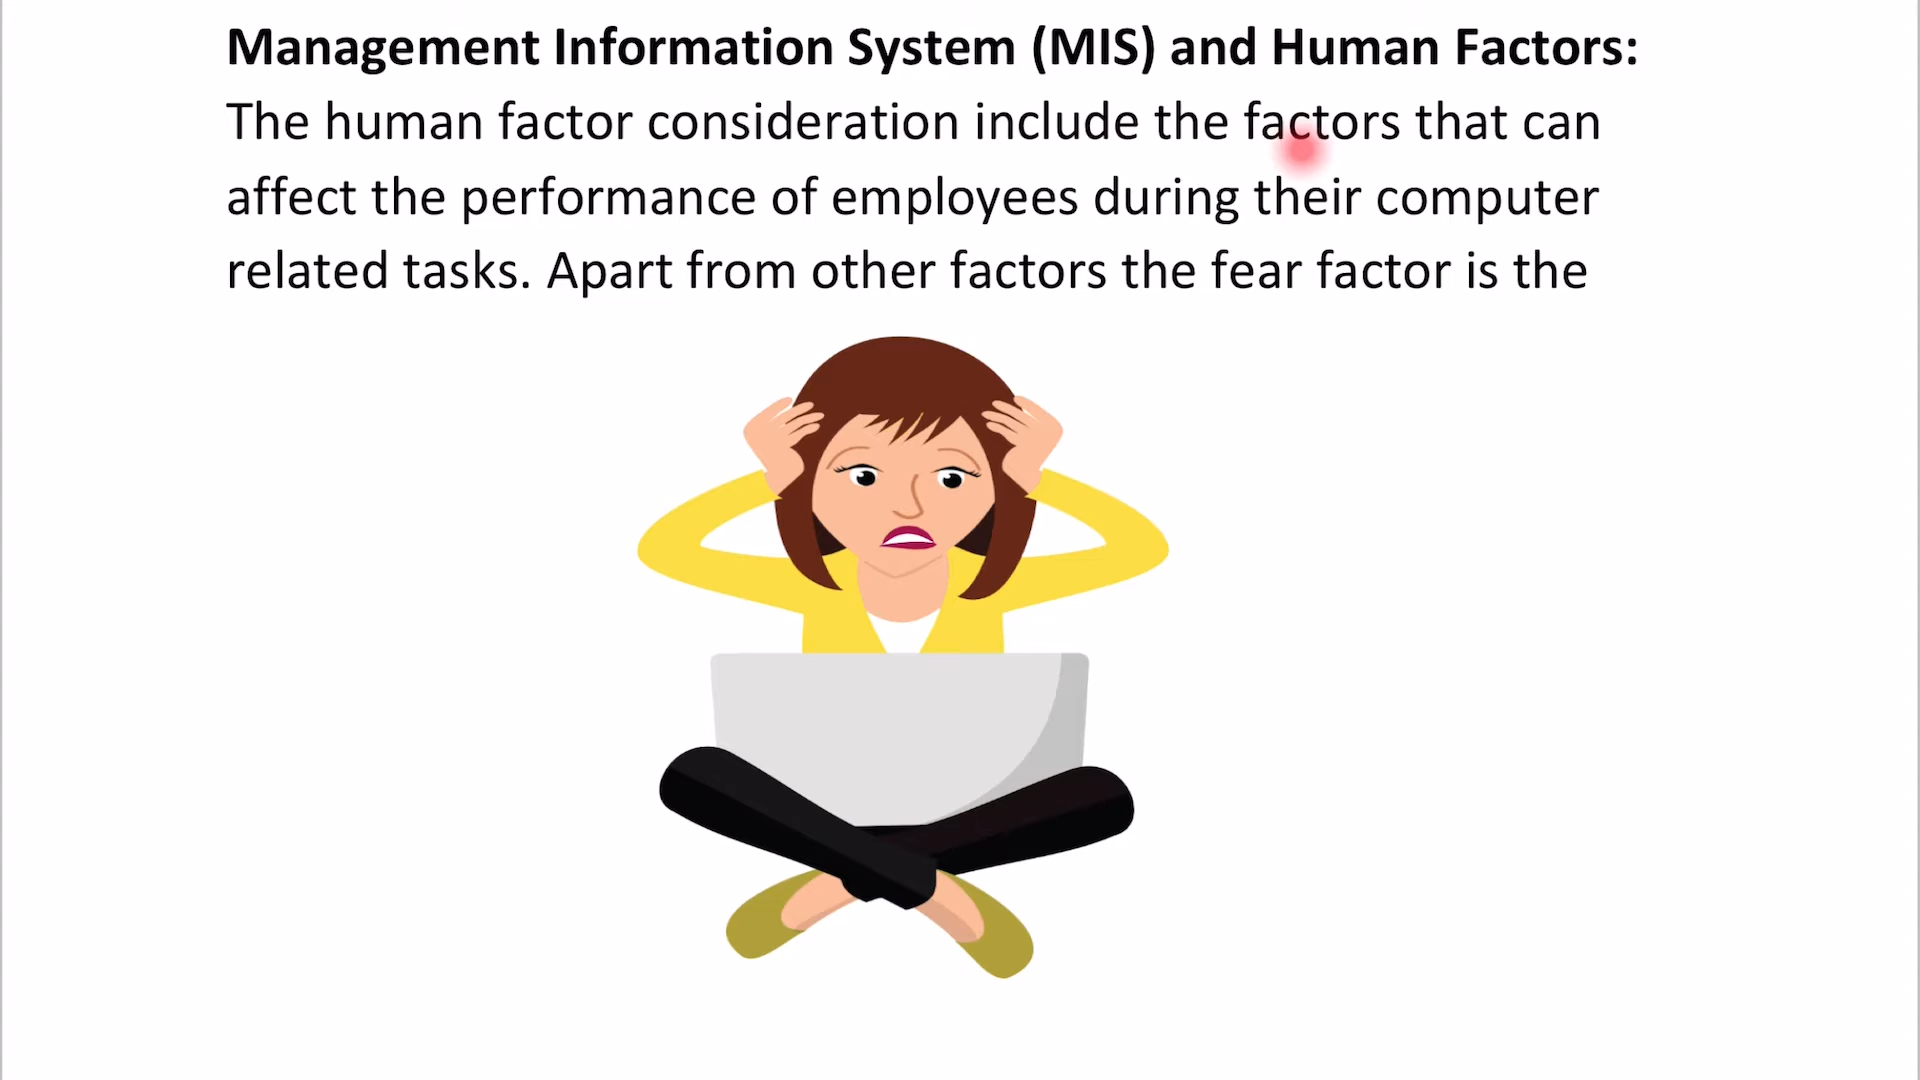 Management Information System (MIS) and Human Factors:
The human factor consideration include the factors that can
affect the performance of employees during their computer
related tasks. Apart from other factors the fear factor is the